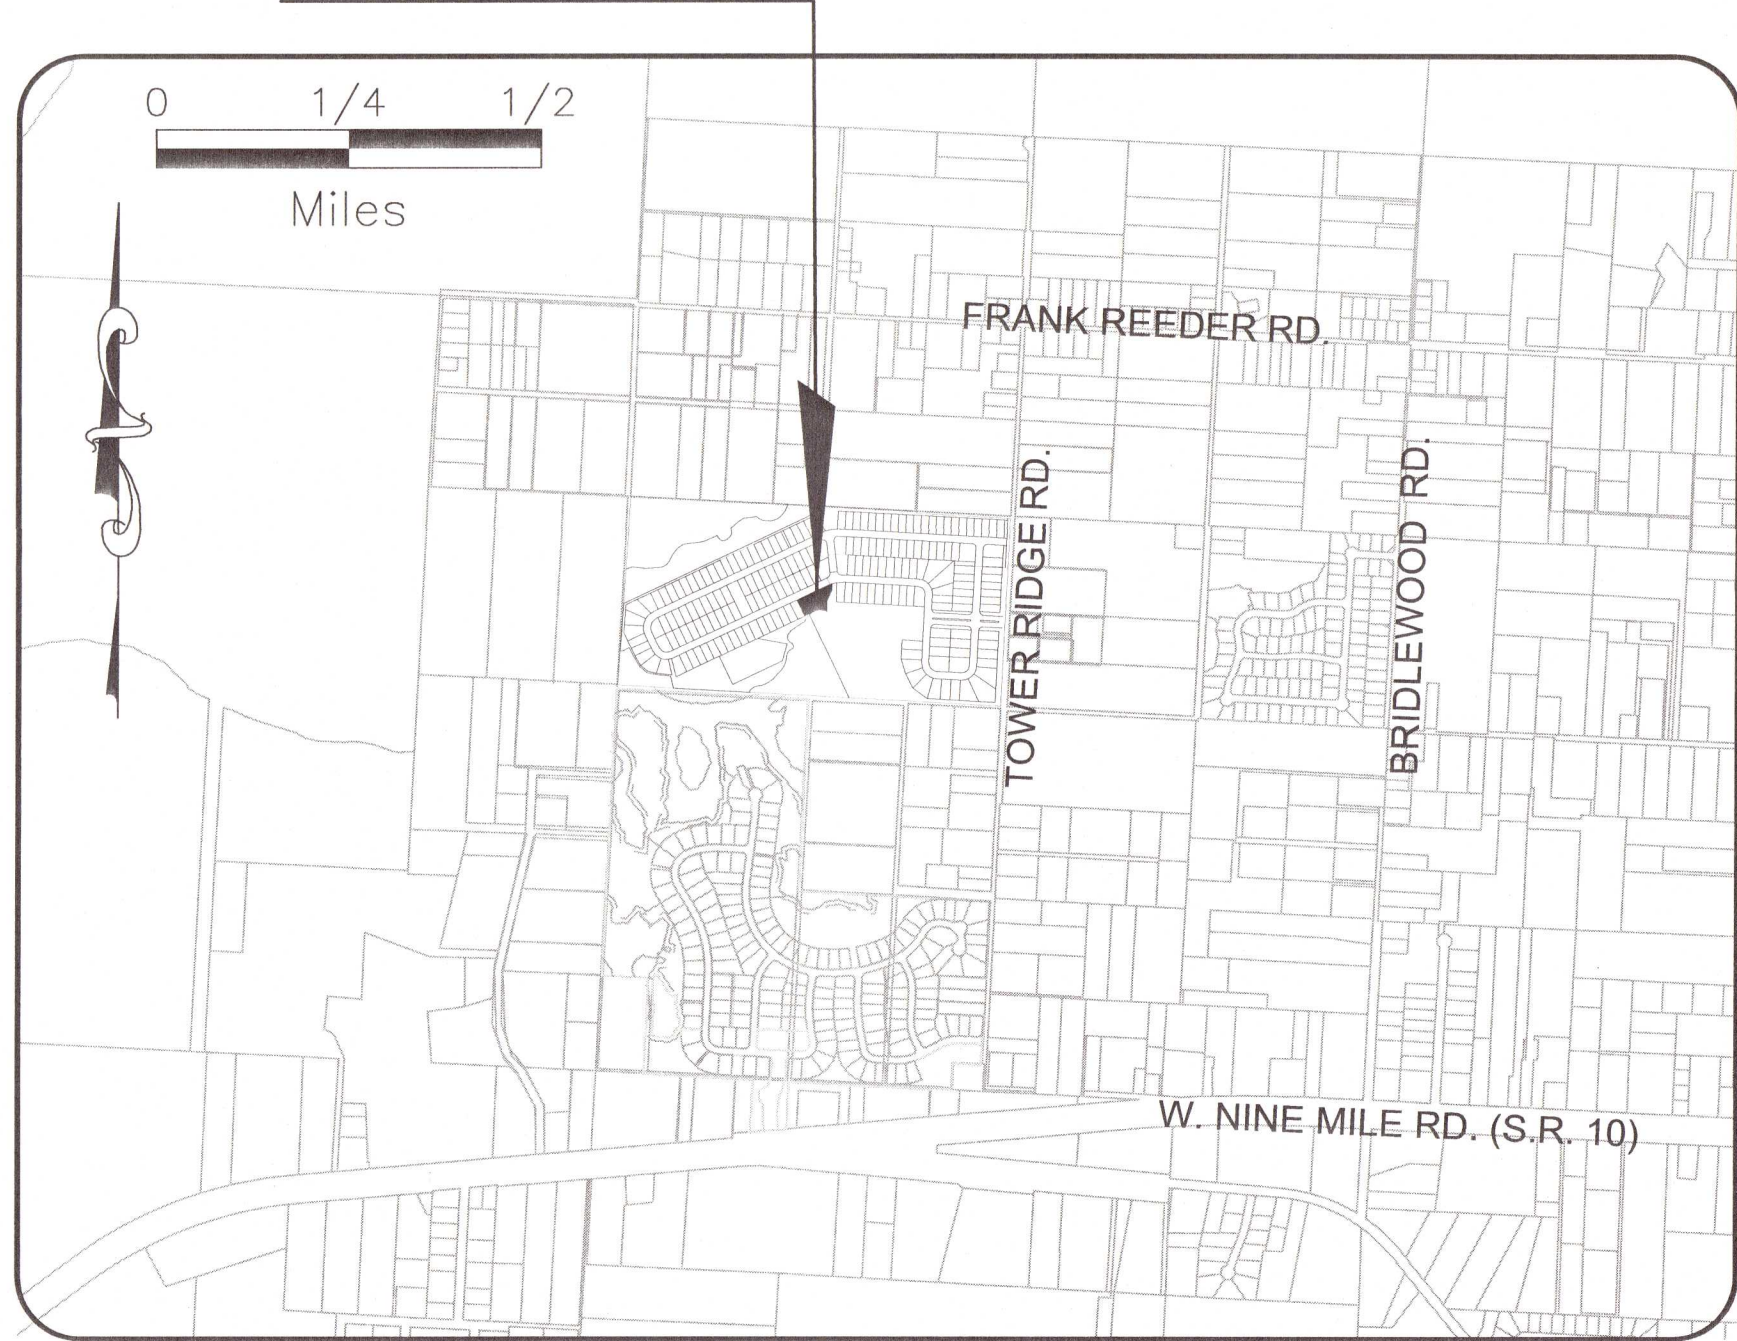 0 1/4 1/2
Miles
FRANK REEDER RD.
TOWER RIDGE RD.
BRIDLEWOOD RD.
W. NINE MILE RD. (S.R. 10)